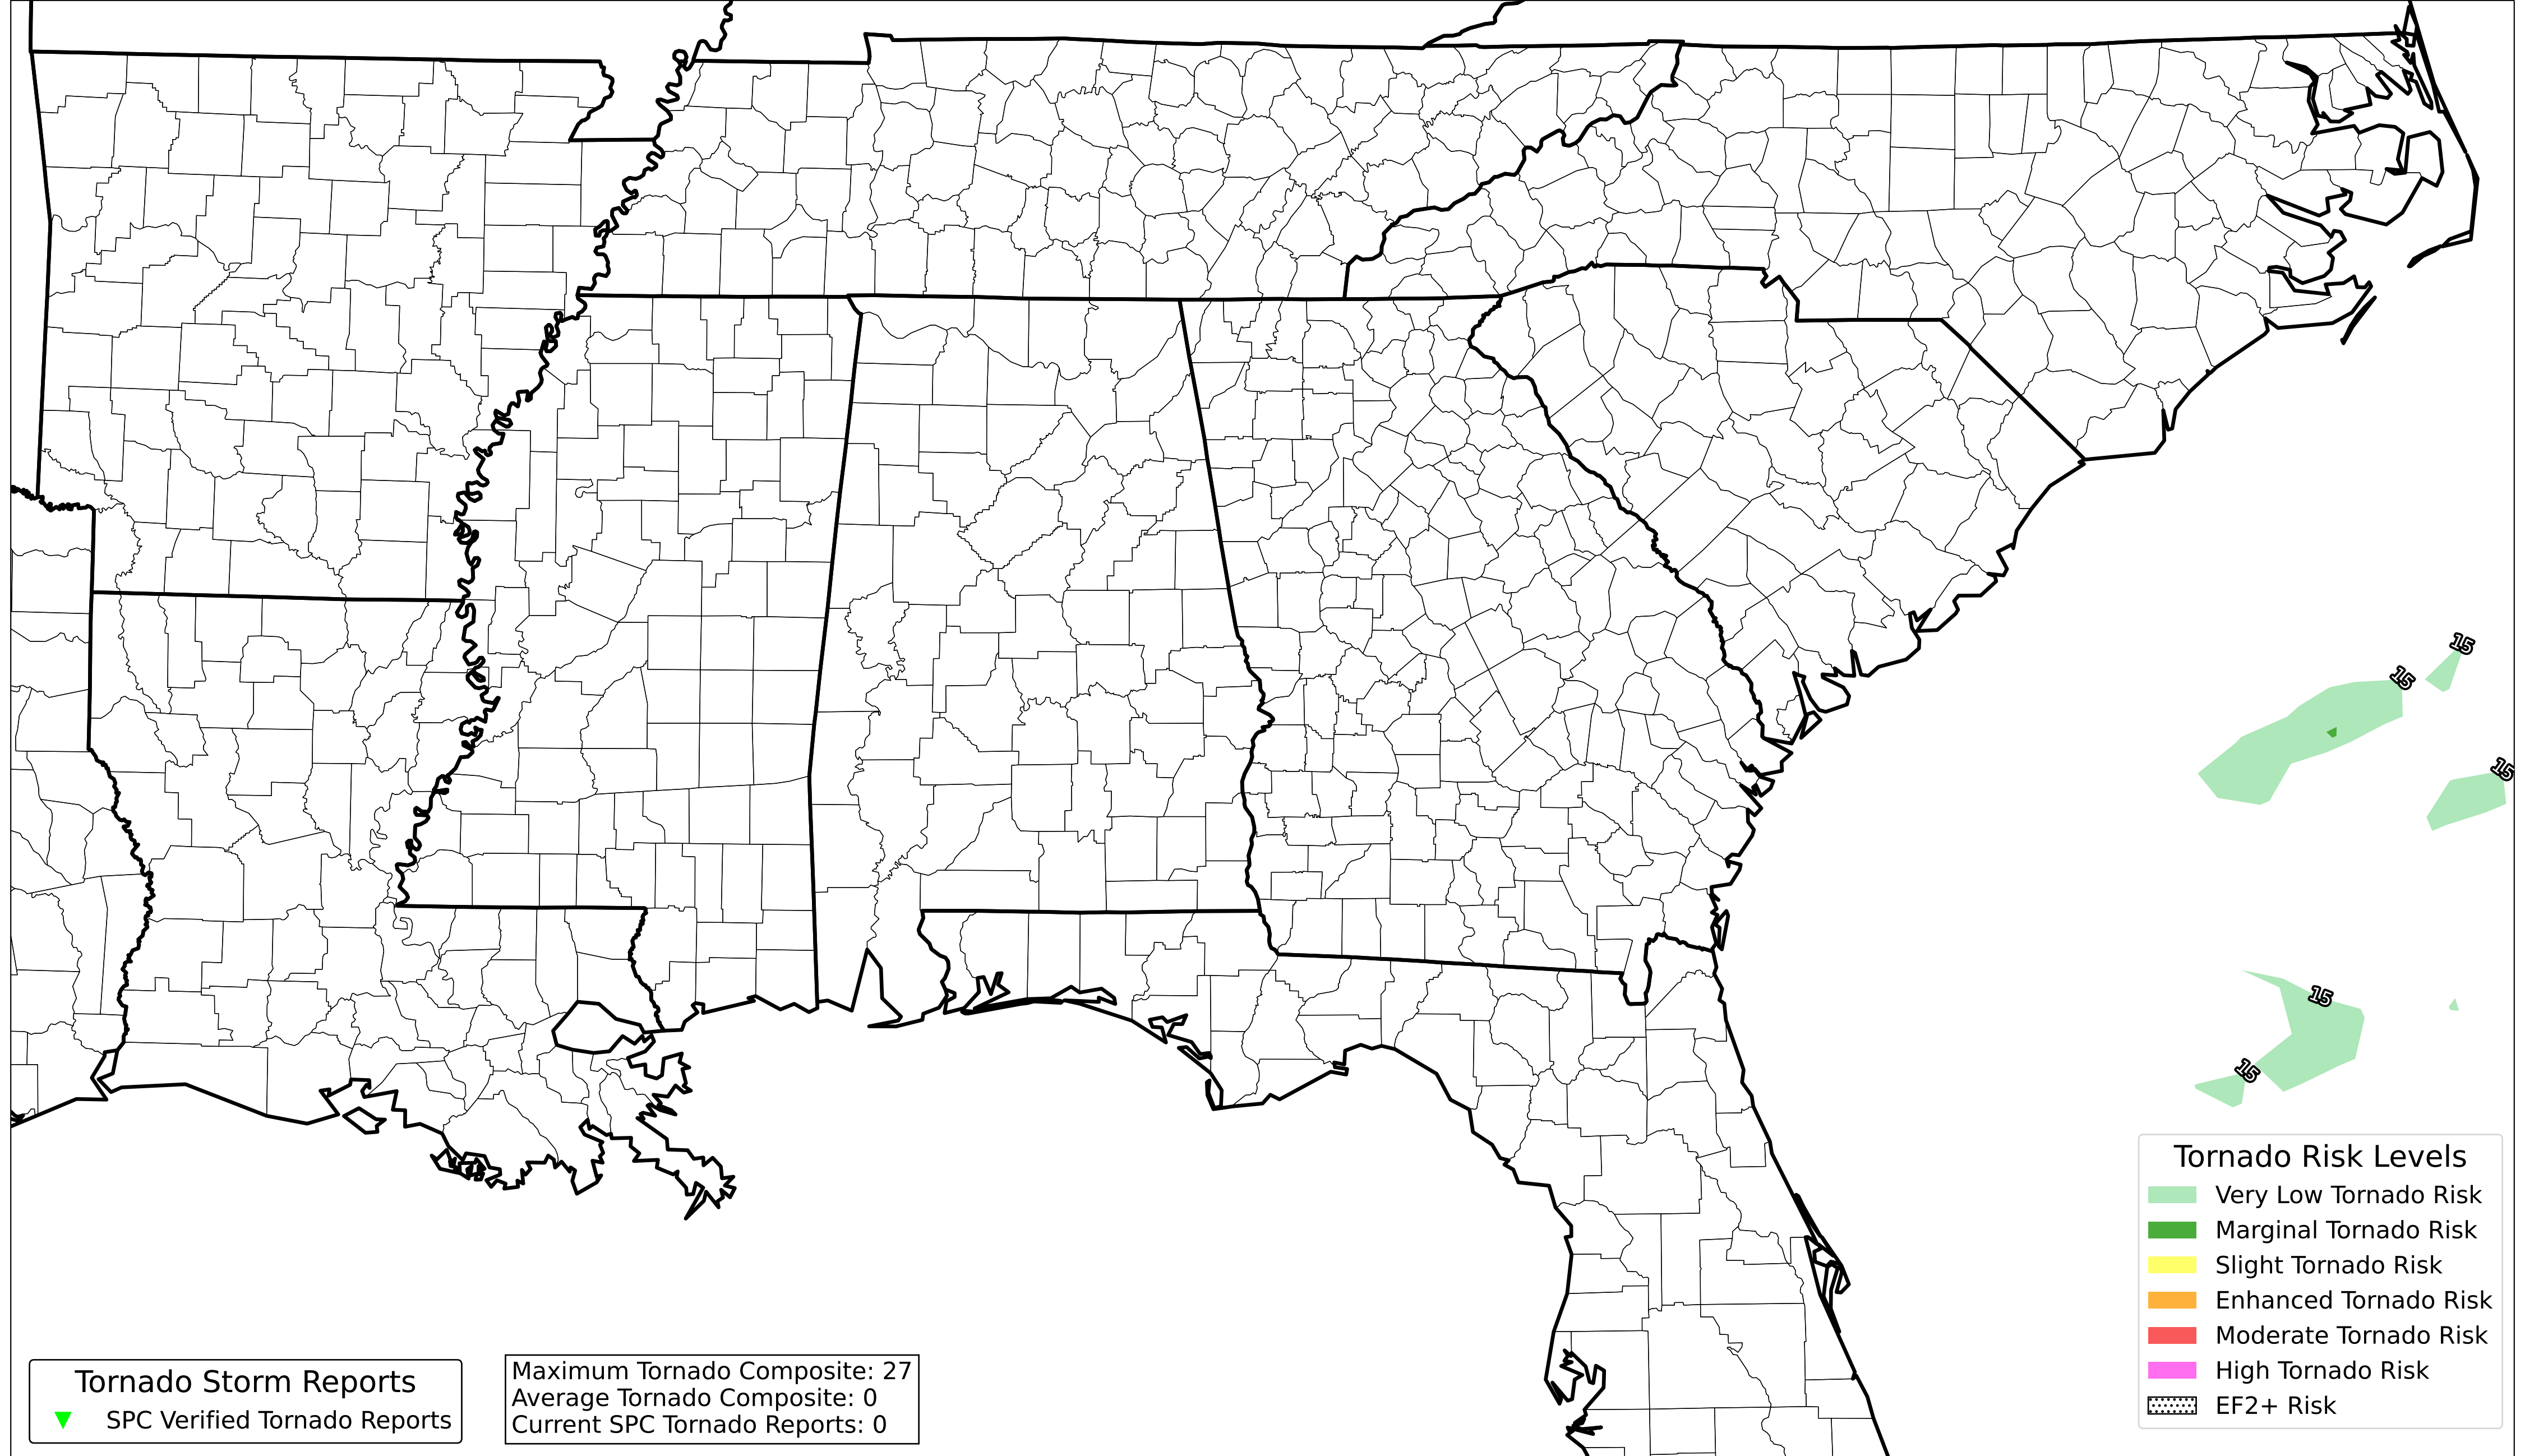 15
15
15
15
15
Tornado Risk Levels
Very Low Tornado Risk
Marginal Tornado Risk
Slight Tornado Risk
Enhanced Tornado Risk
Moderate Tornado Risk
High Tornado Risk
EF2+ Risk
Tornado Storm Reports
SPC Verified Tornado Reports
Maximum Tornado Composite: 27
Average Tornado Composite: 0
Current SPC Tornado Reports: 0